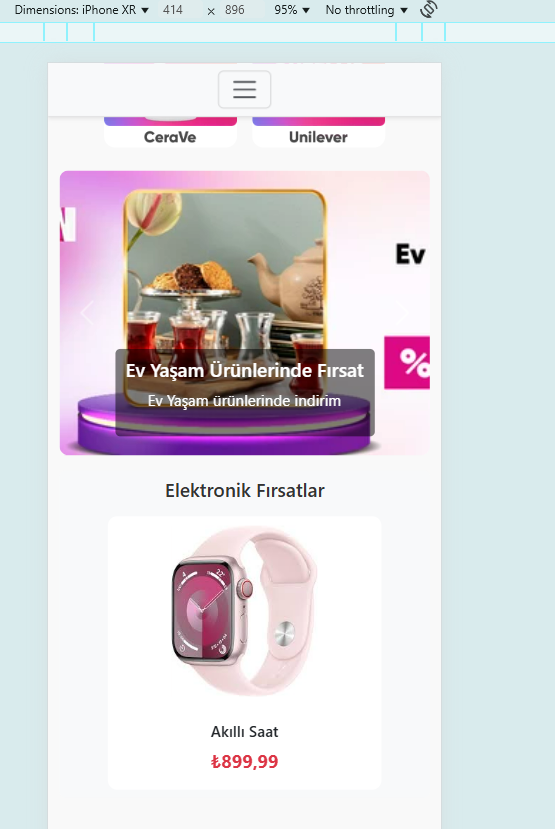 Dimensions: iPhone XR ▼ 414 × 896 95% ▼ No throttling ▼
CeraVe
Unilever
Ev
%
Ev Yaşam Ürünlerinde Fırsat
Ev Yaşam ürünlerinde indirim
Elektronik Fırsatlar
Akıllı Saat
₺899,99